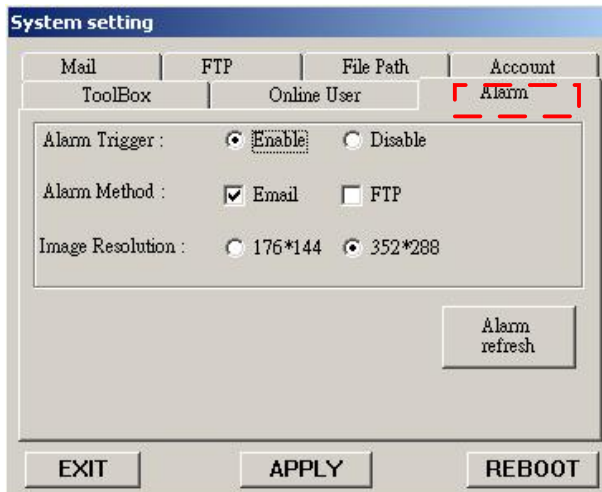 System setting
Mail FTP File Path Account
ToolBox Online User Alarm
Alarm Trigger : Enable Disable
Alarm Method : Email FTP
Image Resolution : 176*144 352*288
Alarm
refresh
EXIT APPLY REBOOT